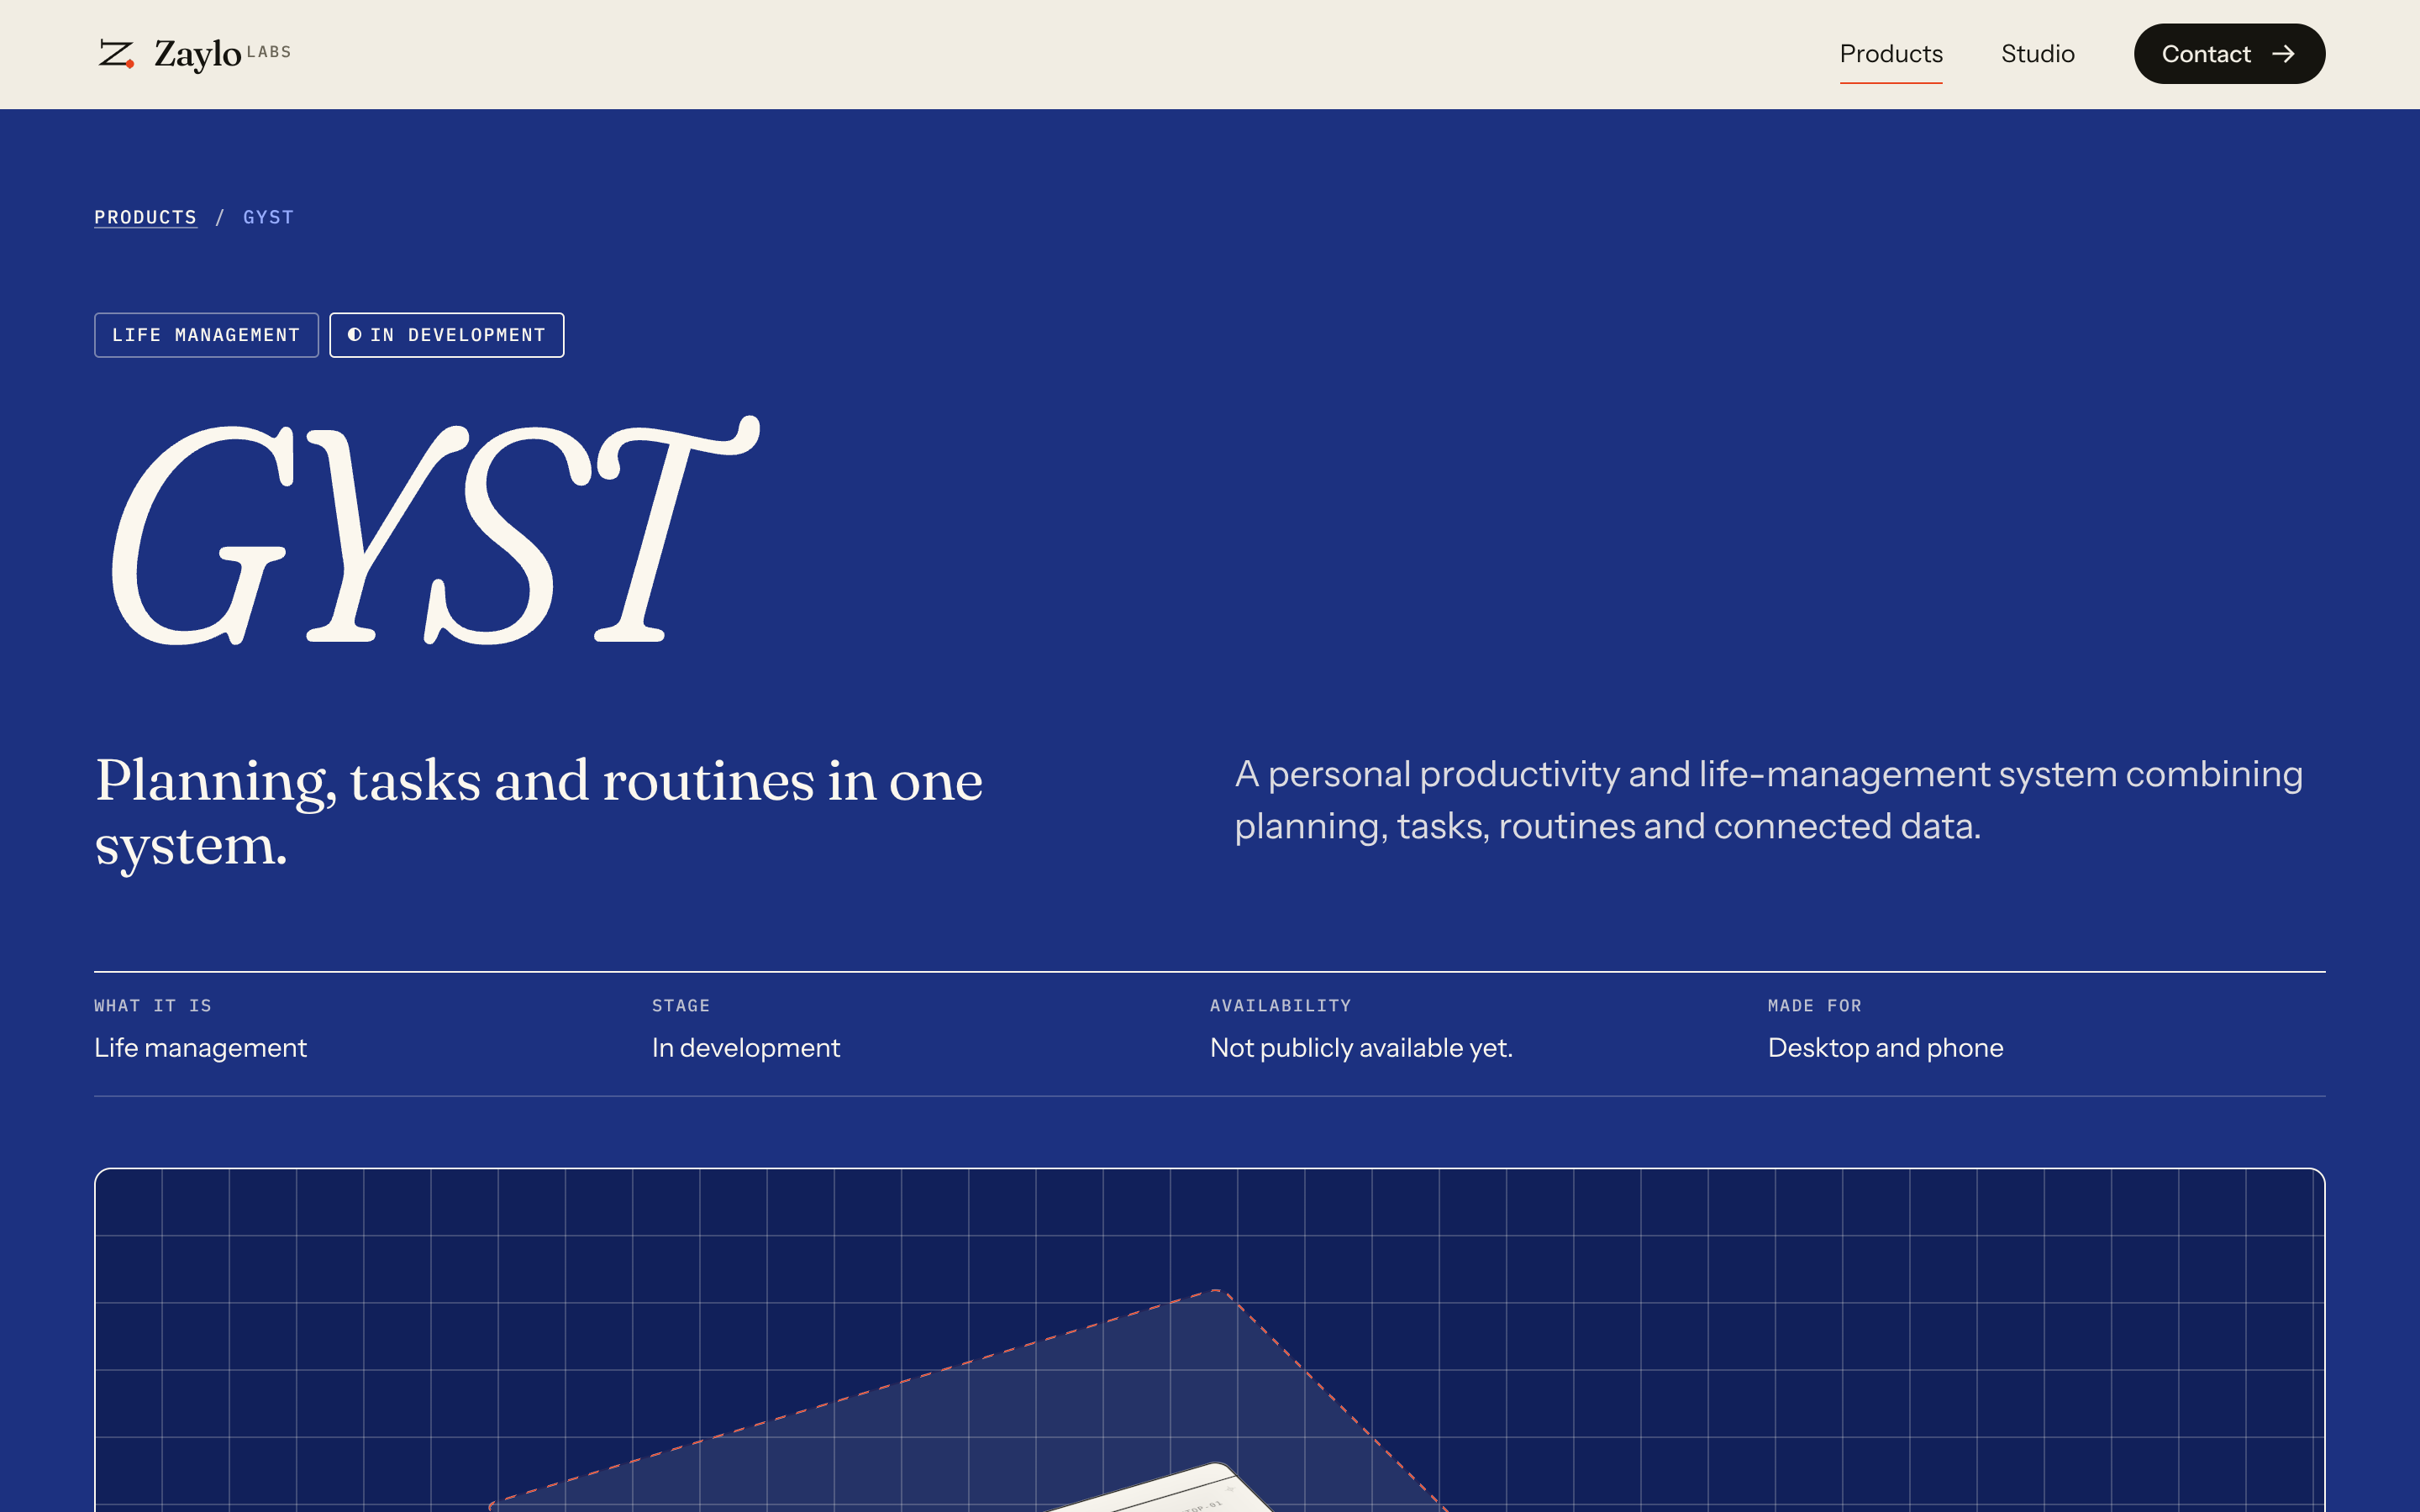 Zaylo LABS
Products
Studio
Contact
PRODUCTS / GYST
LIFE MANAGEMENT
IN DEVELOPMENT
GYST
Planning, tasks and routines in one
system.
A personal productivity and life-management system combining
planning, tasks, routines and connected data.
WHAT IT IS
Life management
STAGE
In development
AVAILABILITY
Not publicly available yet.
MADE FOR
Desktop and phone